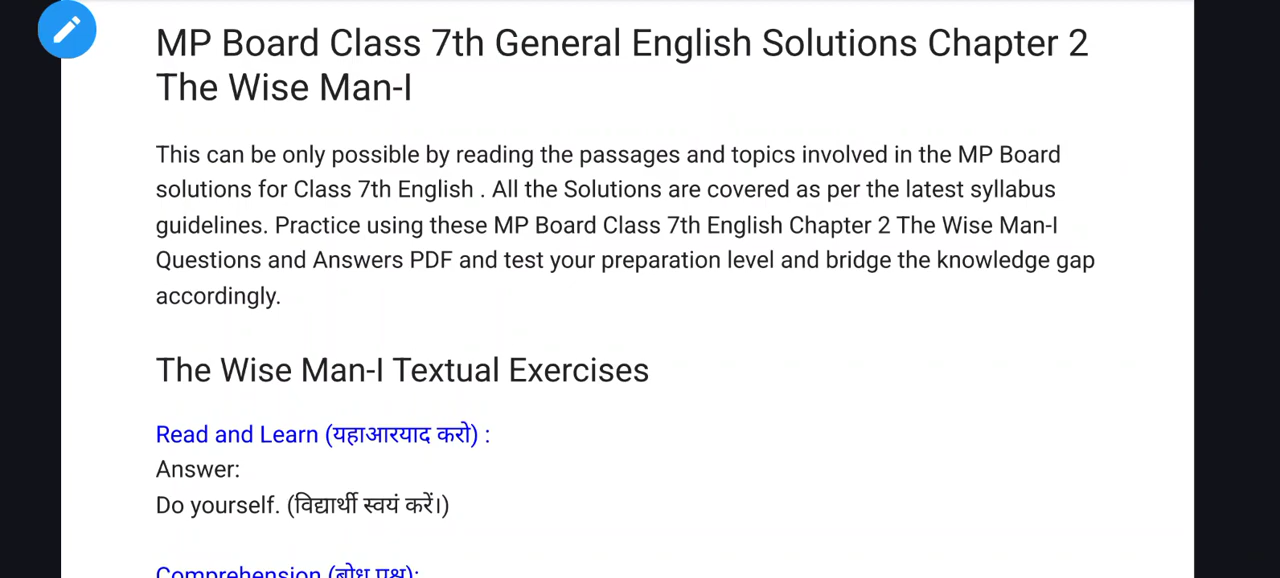 MP Board Class 7th General English Solutions Chapter 2
The Wise Man-I
This can be only possible by reading the passages and topics involved in the MP Board
solutions for Class 7th English . All the Solutions are covered as per the latest syllabus
guidelines. Practice using these MP Board Class 7th English Chapter 2 The Wise Man-I
Questions and Answers PDF and test your preparation level and bridge the knowledge gap
accordingly.
The Wise Man-I Textual Exercises
Read and Learn (यहाआरयाद करो) :
Answer:
Do yourself. (विद्यार्थी स्वयं करें।)
Comprehension (बोध प्रश्न):